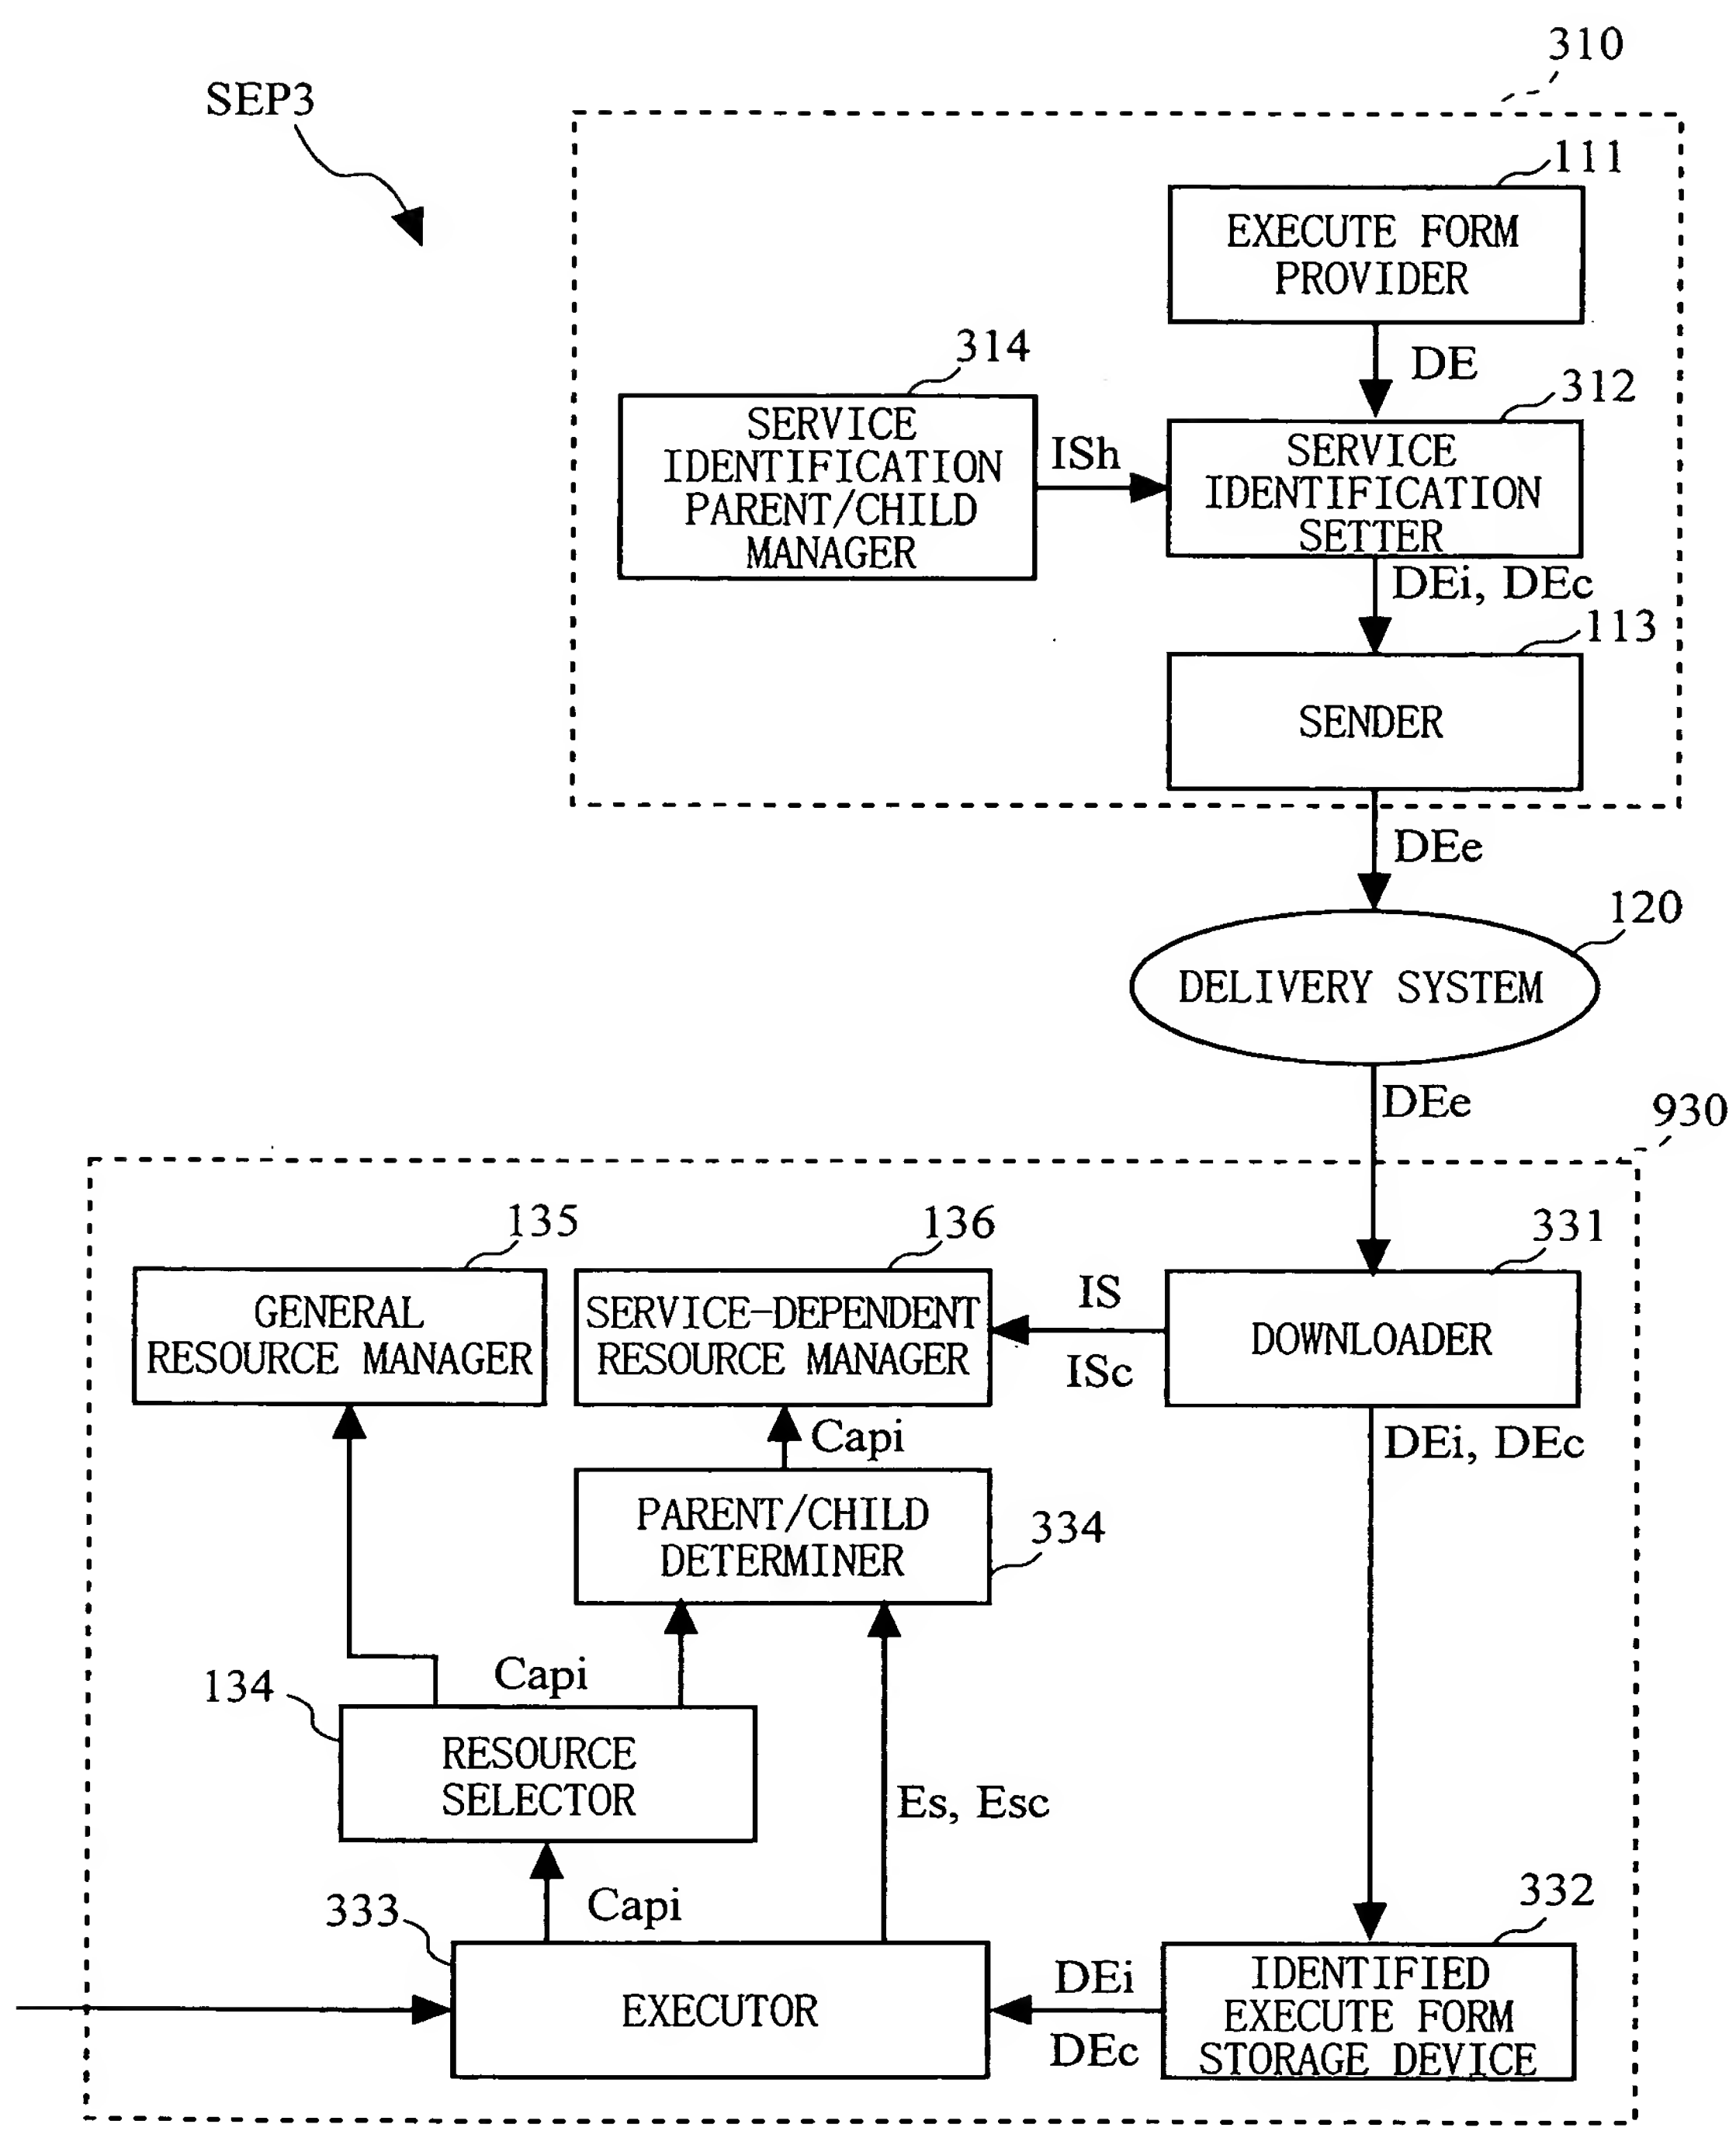 310
SEP3
111
EXECUTE FORM
PROVIDER
314
DE
312
SERVICE
IDENTIFICATION
PARENT/CHILD
MANAGER
ISh
SERVICE
IDENTIFICATION
SETTER
DEi, DEc
113
SENDER
DEe
120
DELIVERY SYSTEM
DEe
930
135
136
331
GENERAL
RESOURCE MANAGER
SERVICE-DEPENDENT
RESOURCE MANAGER
IS
ISc
DOWNLOADER
Capi
DEi, DEc
PARENT/CHILD
DETERMINER
334
Capi
134
RESOURCE
SELECTOR
Es, Esc
Capi
333
332
EXECUTOR
DEi
DEc
IDENTIFIED
EXECUTE FORM
STORAGE DEVICE